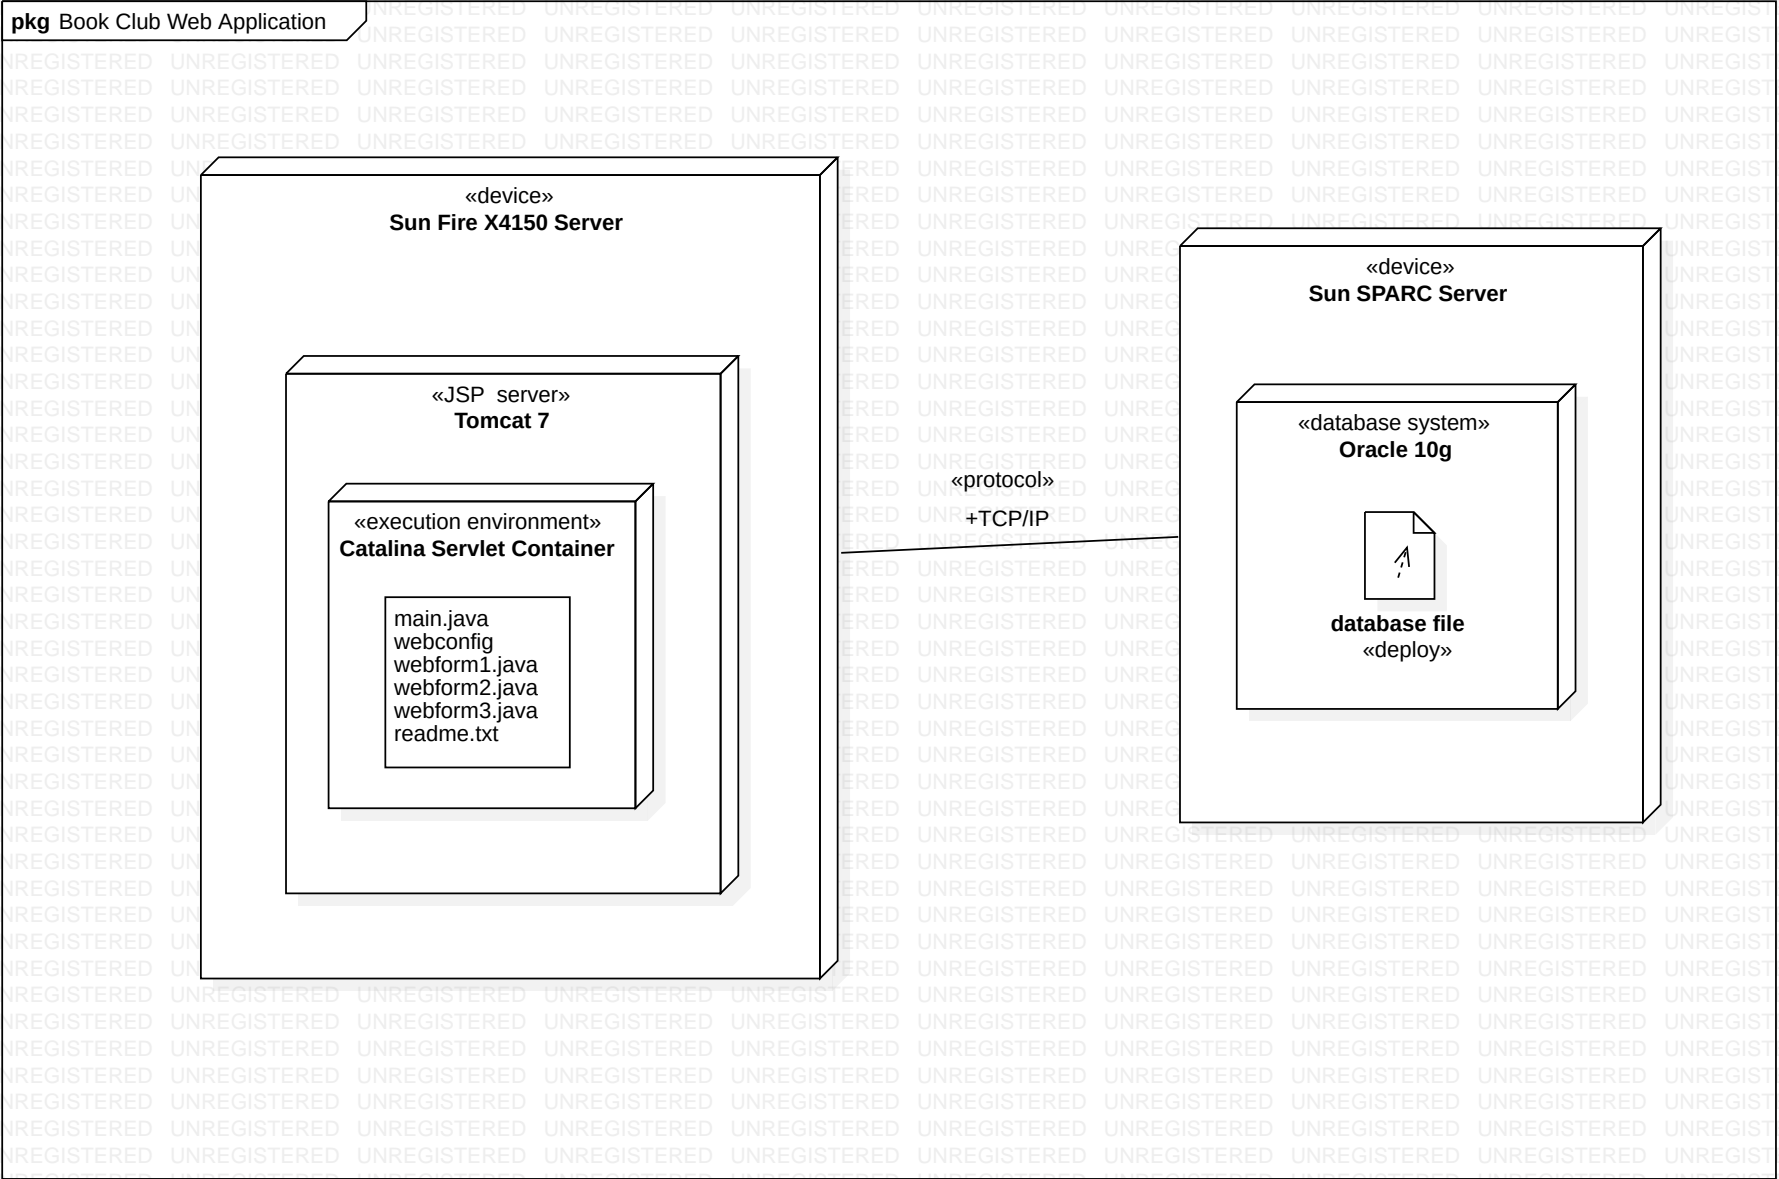 pkg Book Club Web Application
«device»
Sun Fire X4150 Server
«JSP  server»
Tomcat 7
«execution environment»
Catalina Servlet Container
main.java
webconfig
webform1.java
webform2.java
webform3.java
readme.txt
«protocol»
+TCP/IP
«device»
Sun SPARC Server
«database system»
Oracle 10g
database file
«deploy»
UNREGISTERED